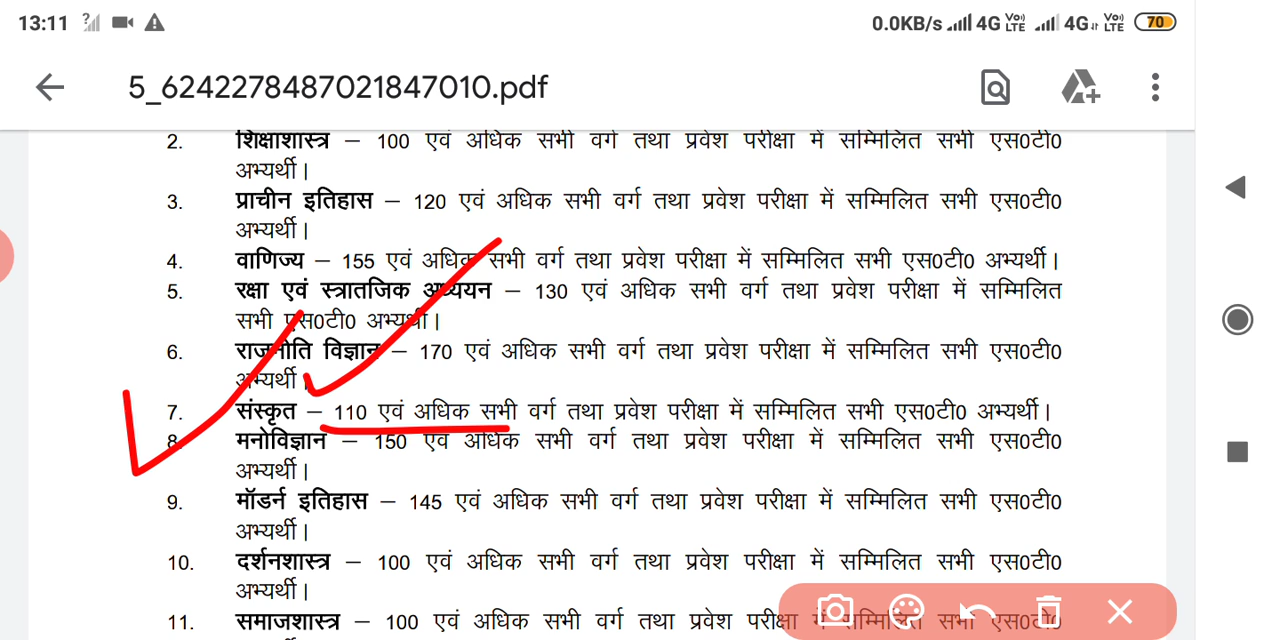 13:11 ? 0.0KB/s 4G Vo) LTE 4G Vo) LTE 70
5_6242278487021847010.pdf
2. शिक्षाशास्त्र – 100 एवं अधिक सभी वर्ग तथा प्रवेश परीक्षा में सम्मिलित सभी एस0टी0
अभ्यर्थी।
3. प्राचीन इतिहास – 120 एवं अधिक सभी वर्ग तथा प्रवेश परीक्षा में सम्मिलित सभी एस0टी0
अभ्यर्थी।
4. वाणिज्य – 155 एवं अधिक सभी वर्ग तथा प्रवेश परीक्षा में सम्मिलित सभी एस0टी0 अभ्यर्थी।
5. रक्षा एवं स्त्रातजिक अध्ययन – 130 एवं अधिक सभी वर्ग तथा प्रवेश परीक्षा में सम्मिलित
सभी एस0टी0 अभ्यर्थी।
6. राजनीति विज्ञान – 170 एवं अधिक सभी वर्ग तथा प्रवेश परीक्षा में सम्मिलित सभी एस0टी0
अभ्यर्थी।
7. संस्कृत – 110 एवं अधिक सभी वर्ग तथा प्रवेश परीक्षा में सम्मिलित सभी एस0टी0 अभ्यर्थी।
8. मनोविज्ञान – 150 एवं अधिक सभी वर्ग तथा प्रवेश परीक्षा में सम्मिलित सभी एस0टी0
अभ्यर्थी।
9. मॉडर्न इतिहास – 145 एवं अधिक सभी वर्ग तथा प्रवेश परीक्षा में सम्मिलित सभी एस0टी0
अभ्यर्थी।
10. दर्शनशास्त्र – 100 एवं अधिक सभी वर्ग तथा प्रवेश परीक्षा में सम्मिलित सभी एस0टी0
अभ्यर्थी।
11. समाजशास्त्र – 100 एवं अधिक सभी वर्ग तथा प्रवेश परीक्षा में सम्मिलित सभी एस0टी0